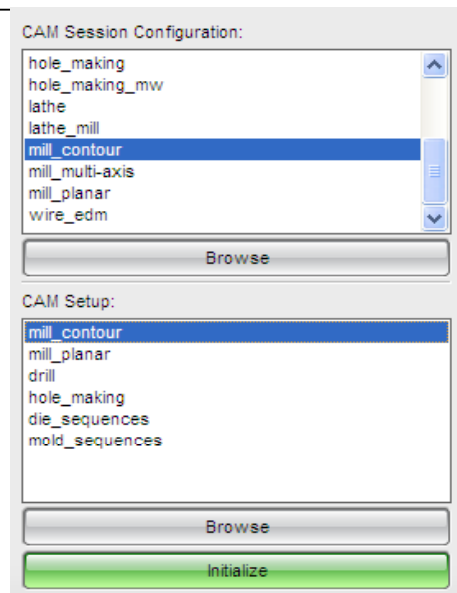 CAM Session Configuration:
hole_making
hole_making_mw
lathe
lathe_mill
mill_contour
mill_multi-axis
mill_planar
wire_edm
Browse
CAM Setup:
mill_contour
mill_planar
drill
hole_making
die_sequences
mold_sequences
Browse
Initialize